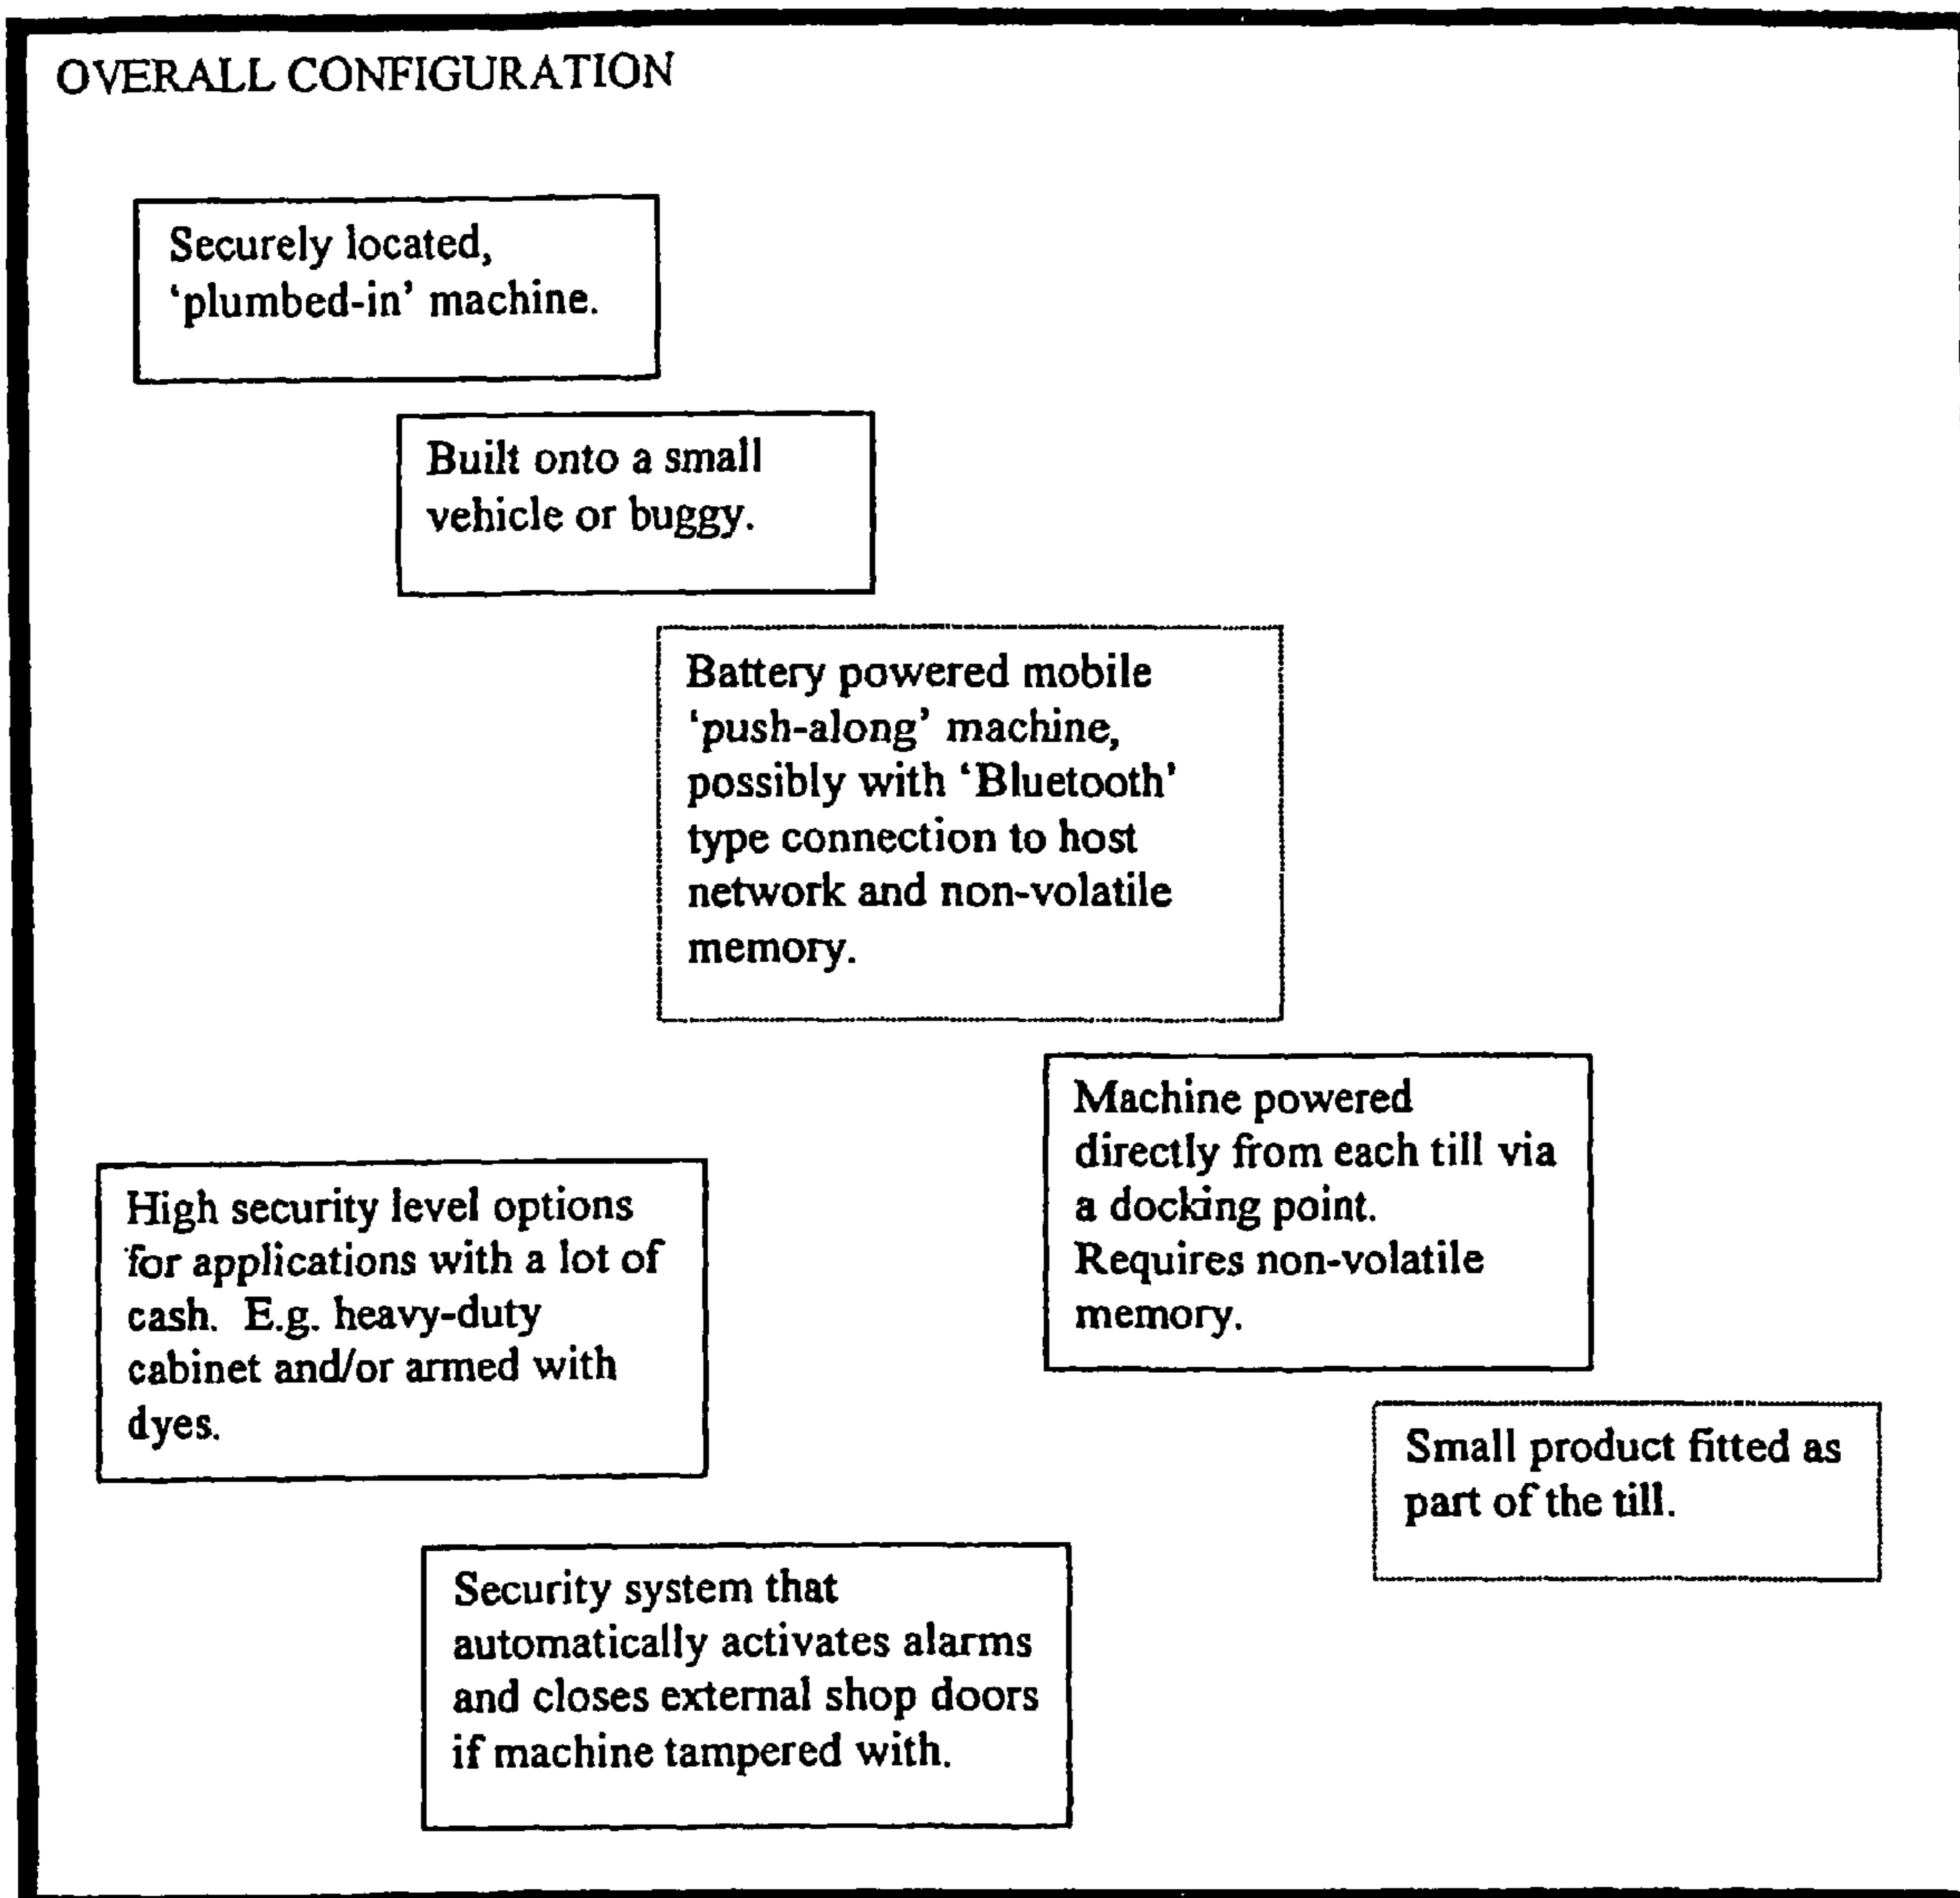 OVERALL CONFIGURATION
Securely located,
‘plumbed-in’ machine.
Built onto a small
vehicle or buggy.
Battery powered mobile
‘push-along’ machine,
possibly with ‘Bluetooth’
type connection to host
network and non-volatile
memory.
Machine powered
directly from each till via
a docking point.
Requires non-volatile
memory.
High security level options
for applications with a lot of
cash. E.g. heavy-duty
cabinet and/or armed with
dyes.
Small product fitted as
part of the till.
Security system that
automatically activates alarms
and closes external shop doors
if machine tampered with.